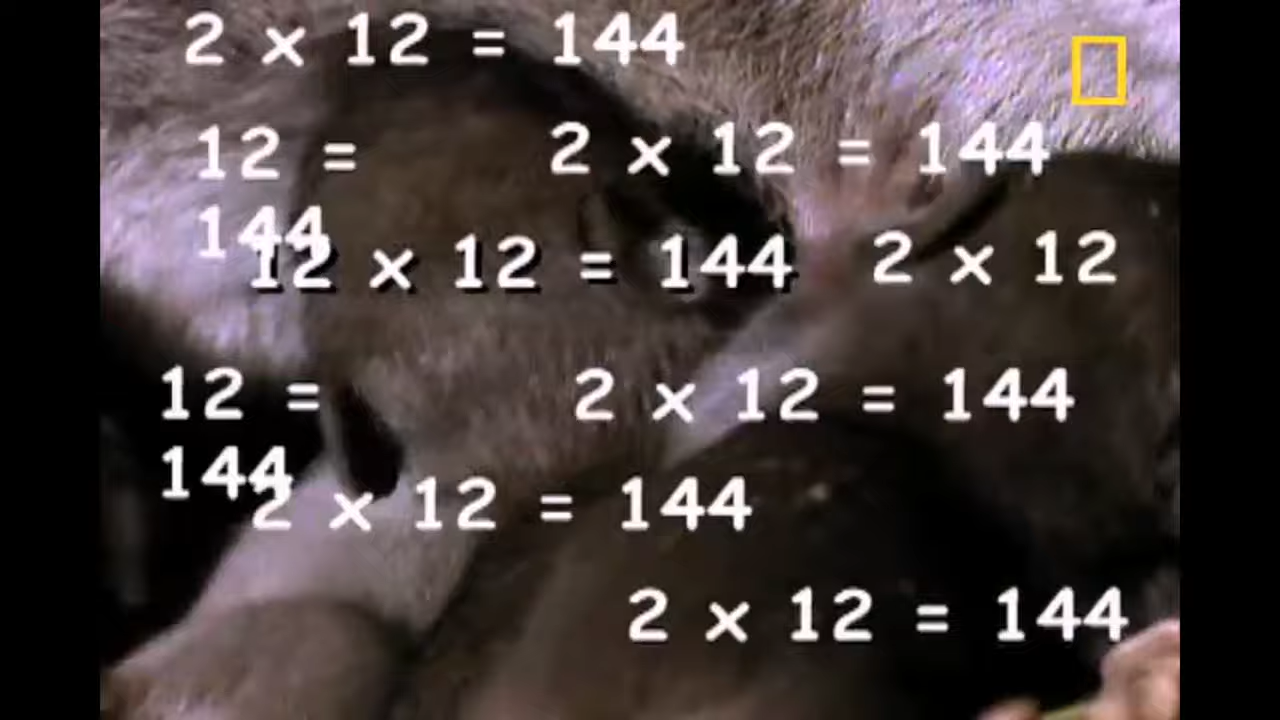 2 x 12 = 144
12 =
144
2 x 12 = 144
12 x 12 = 144
2 x 12
12 =
144
2 x 12 = 144
2 x 12 = 144
2 x 12 = 144